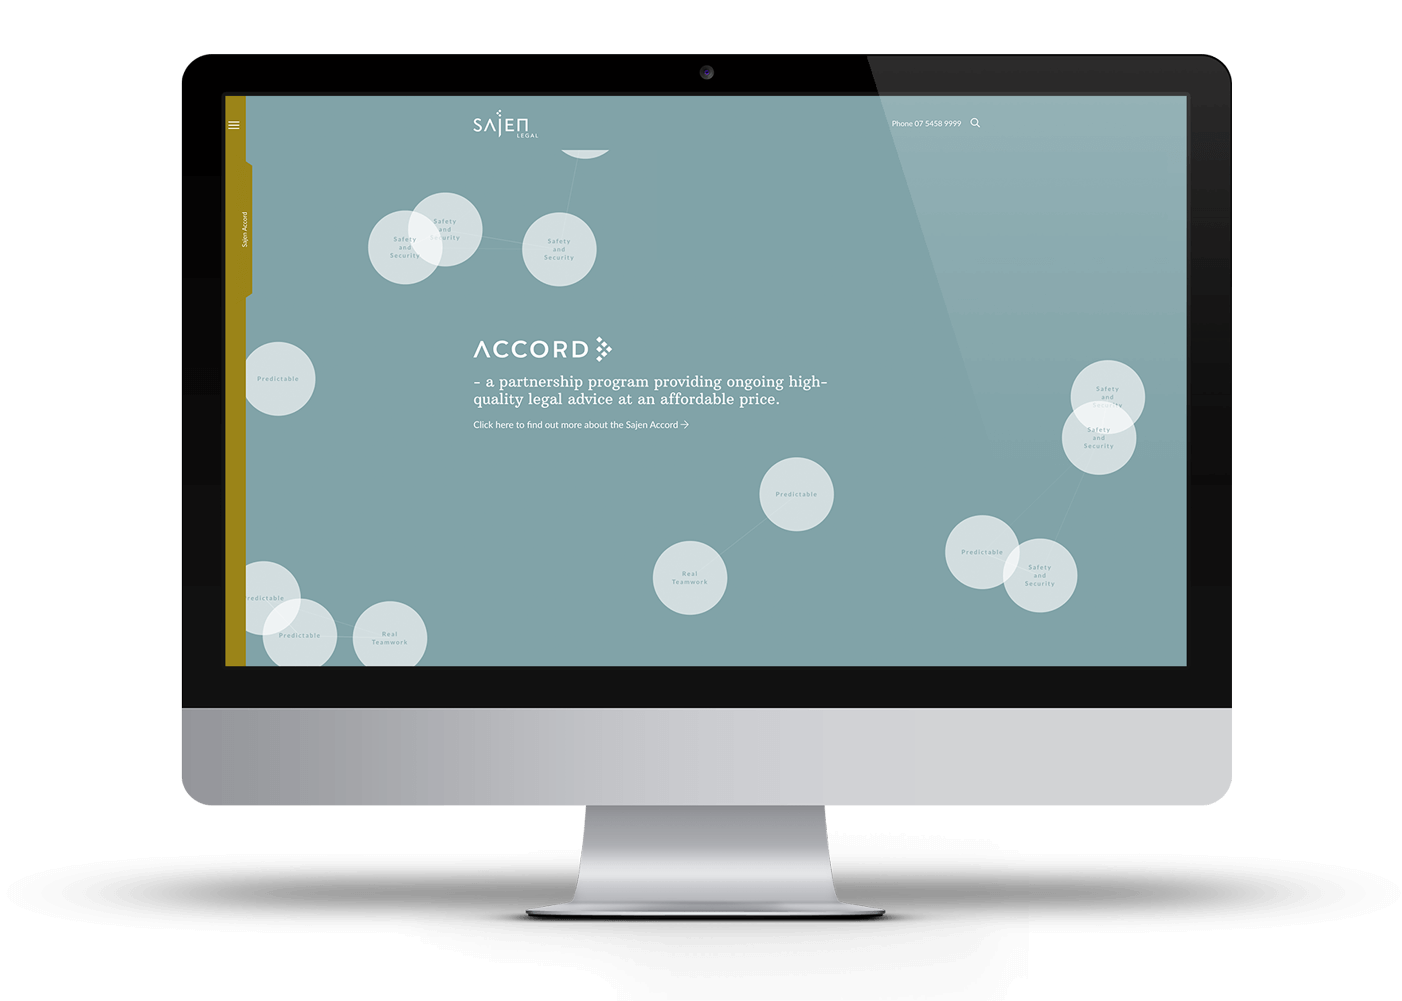 SAJEN
LEGAL
Phone 07 5458 9999
Sajen Accord
Safety
and
Security
Safety
and
Security
Safety
and
Security
ACCORD
- a partnership program providing ongoing high-
quality legal advice at an affordable price.
Click here to find out more about the Sajen Accord →
Predictable
Safety
and
Security
Safety
and
Security
Predictable
Real
Teamwork
Predictable
Safety
and
Security
Predictable
Predictable
Real
Teamwork